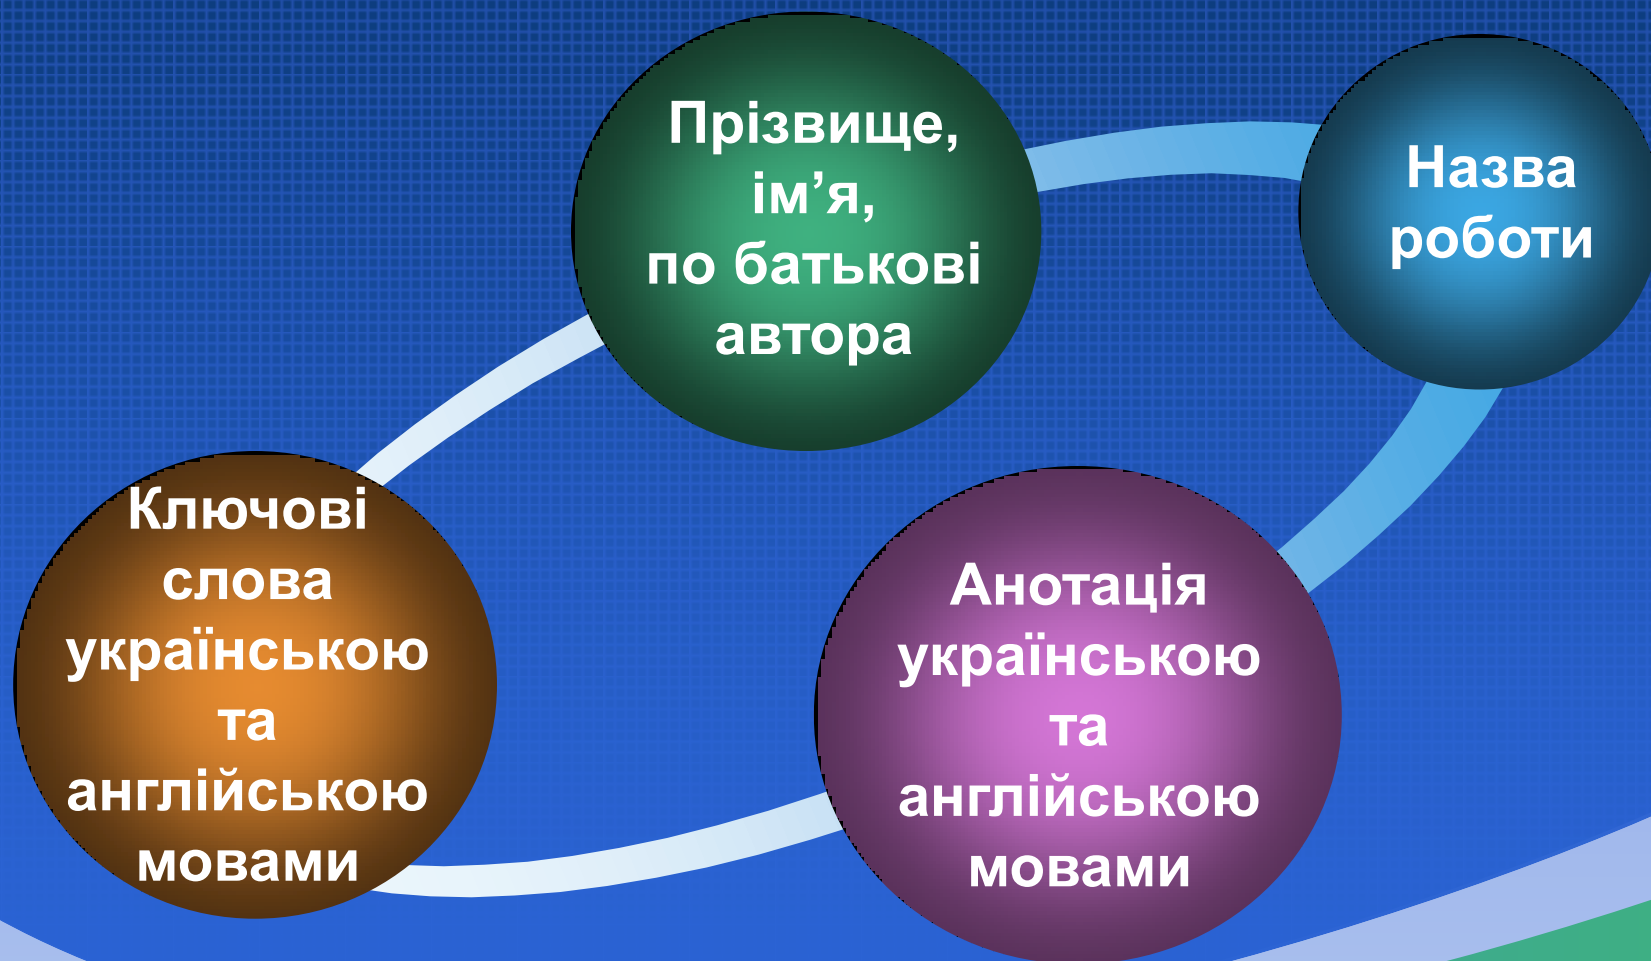 Прізвище,
ім’я,
по батькові
автора
Назва
роботи
Ключові
слова
українською
та
англійською
мовами
Анотація
українською
та
англійською
мовами